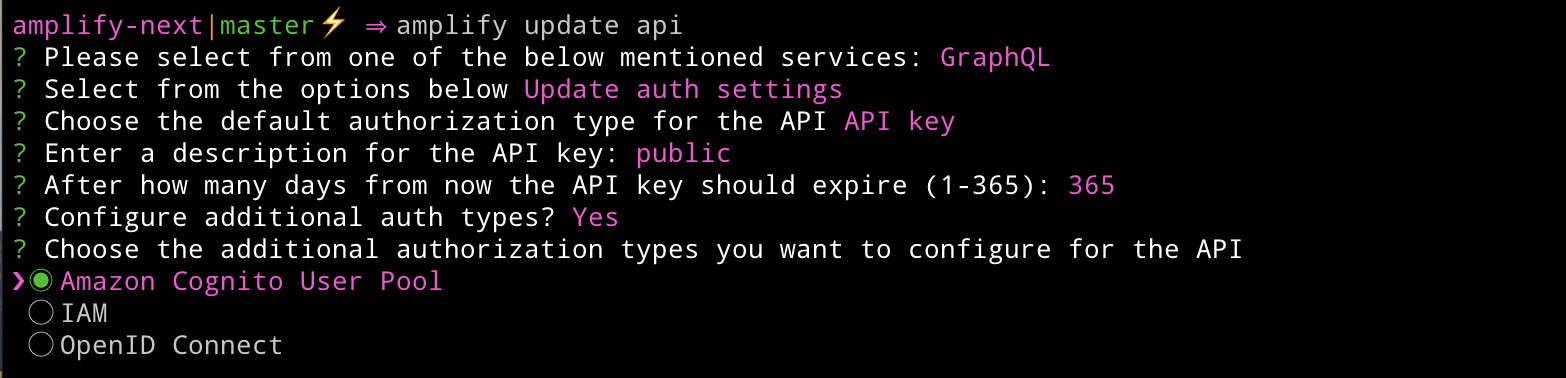 amplify-next|master⚡ ⇒ amplify update api
? Please select from one of the below mentioned services: GraphQL
? Select from the options below Update auth settings
? Choose the default authorization type for the API API key
? Enter a description for the API key: public
? After how many days from now the API key should expire (1-365): 365
? Configure additional auth types? Yes
? Choose the additional authorization types you want to configure for the API
❯◉ Amazon Cognito User Pool
◯ IAM
◯ OpenID Connect